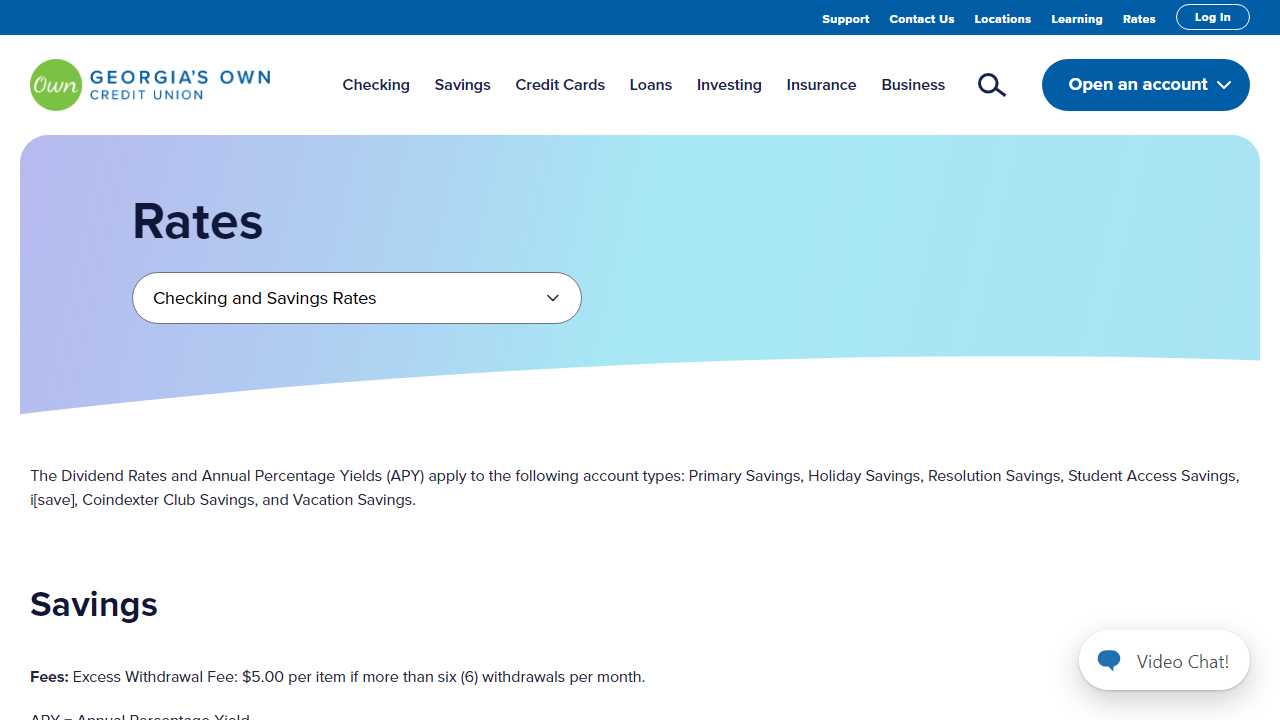 Support Contact Us Locations Learning Rates Log In
Own GEORGIA'S OWN
CREDIT UNION
Checking Savings Credit Cards Loans Investing Insurance Business
Open an account
Rates
Checking and Savings Rates
The Dividend Rates and Annual Percentage Yields (APY) apply to the following account types: Primary Savings, Holiday Savings, Resolution Savings, Student Access Savings,
i[save], Coindexter Club Savings, and Vacation Savings.
Savings
Fees: Excess Withdrawal Fee: $5.00 per item if more than six (6) withdrawals per month.
Video Chat!
APY = Annual Percentage Yield